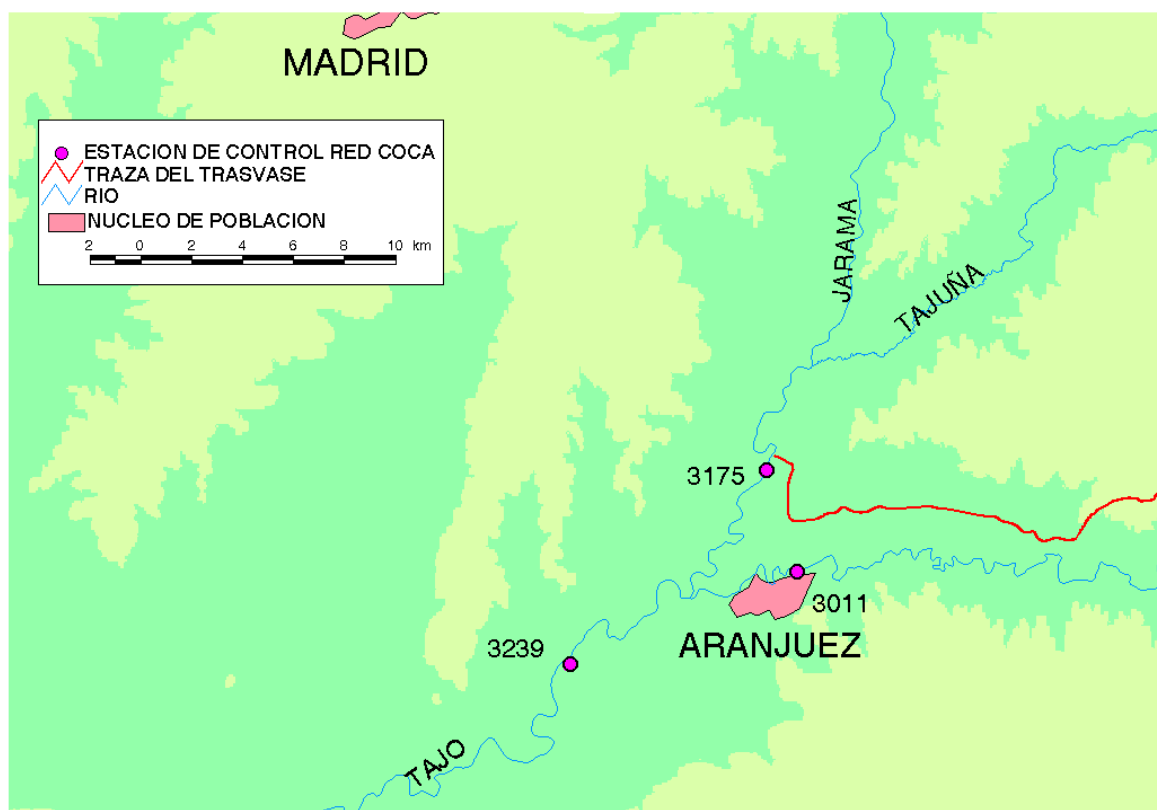 MADRID
ESTACION DE CONTROL RED COCA
TRAZA DEL TRASVASE
RIO
NUCLEO DE POBLACION
2 0 2 4 6 8 10 km
JARAMA
TAJUÑA
3175
3011
3239
ARANJUEZ
TAJO